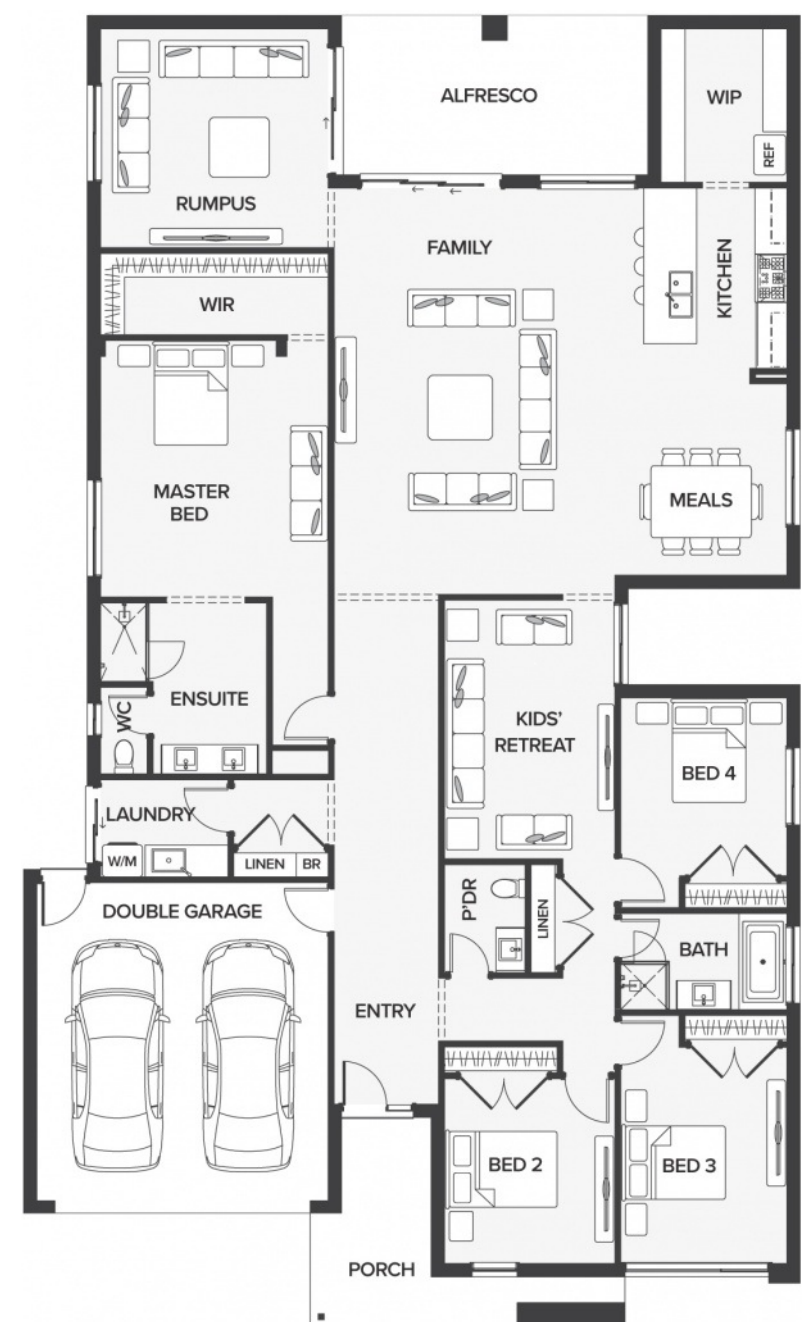 ALFRESCO
WIP
REF
RUMPUS
FAMILY
KITCHEN
WIR
MASTER
BED
MEALS
ENSUITE
WC
KIDS'
RETREAT
BED 4
LAUNDRY
W/M
LINEN
BR
DOUBLE GARAGE
P'DR
LINEN
BATH
ENTRY
BED 2
BED 3
PORCH